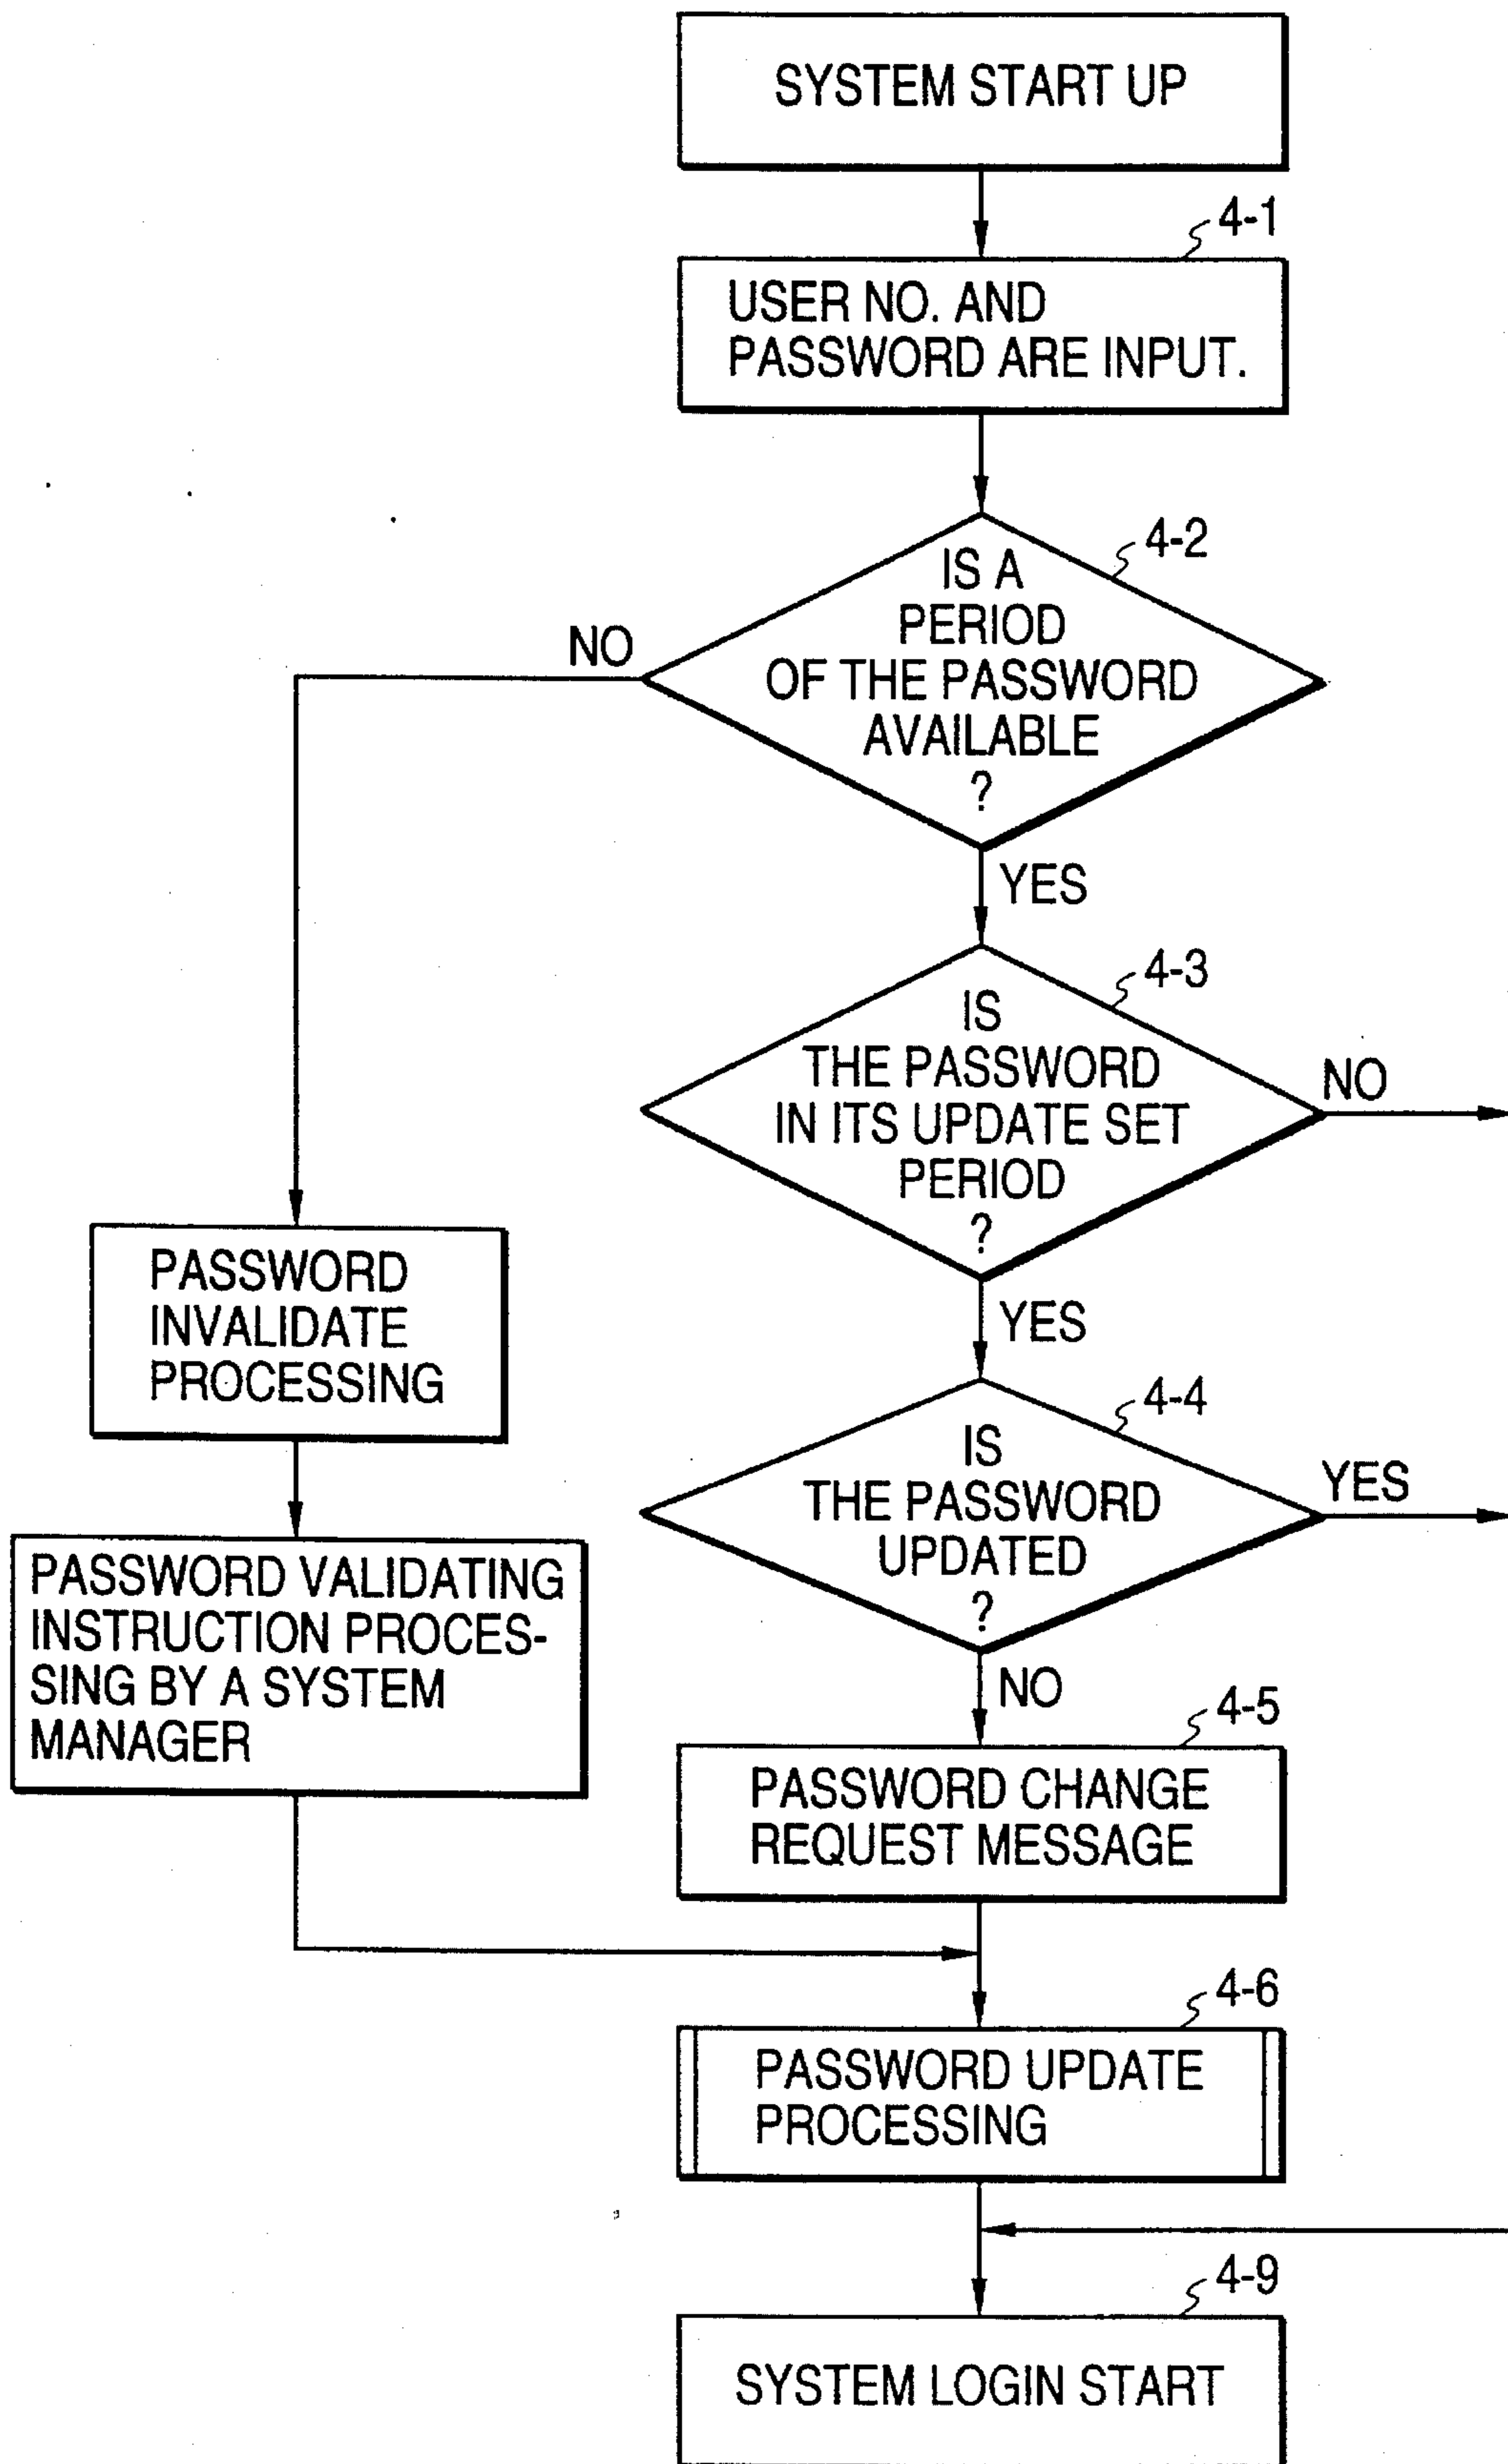 SYSTEM START UP
4-1
USER NO. AND
PASSWORD ARE INPUT.
4-2
IS A
PERIOD
OF THE PASSWORD
AVAILABLE
?
NO
YES
4-3
IS
THE PASSWORD
IN ITS UPDATE SET
PERIOD
?
NO
YES
PASSWORD
INVALIDATE
PROCESSING
4-4
IS
THE PASSWORD
UPDATED
?
YES
NO
PASSWORD VALIDATING
INSTRUCTION PROCES-
SING BY A SYSTEM
MANAGER
4-5
PASSWORD CHANGE
REQUEST MESSAGE
4-6
PASSWORD UPDATE
PROCESSING
4-9
SYSTEM LOGIN START